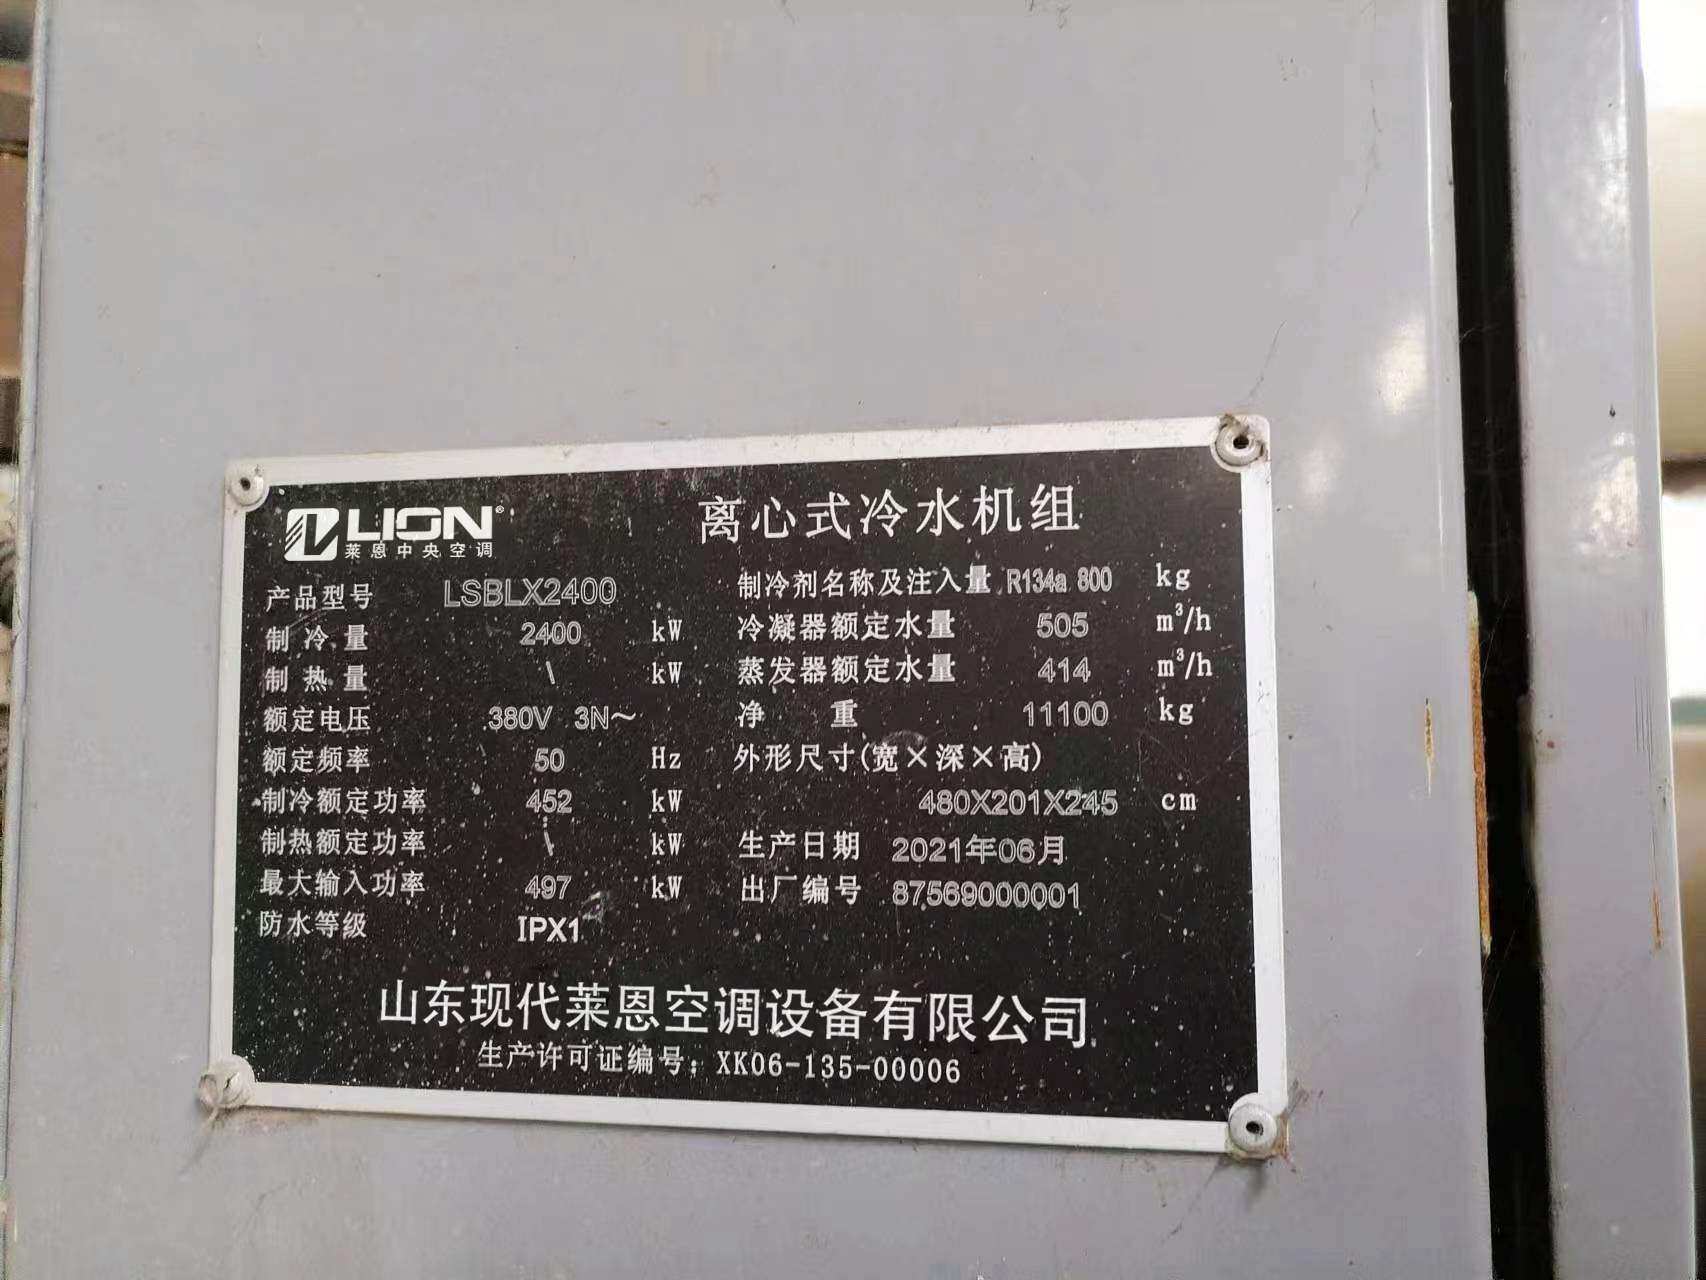 LION®
莱恩中央空调
离心式冷水机组
产品型号 LSBLX2400
制冷量 2400 kW
制热量 \ kW
额定电压 380V 3N～
额定频率 50 Hz
制冷额定功率 452 kW
制热额定功率 \ kW
最大输入功率 497 kW
防水等级 IPX1
制冷剂名称及注入量 R134a 800 kg
冷凝器额定水量 505 m³/h
蒸发器额定水量 414 m³/h
净重 11100 kg
外形尺寸(宽×深×高)
480X201X245 cm
生产日期 2021年06月
出厂编号 87569000001
山东现代莱恩空调设备有限公司
生产许可证编号：XK06-135-00006